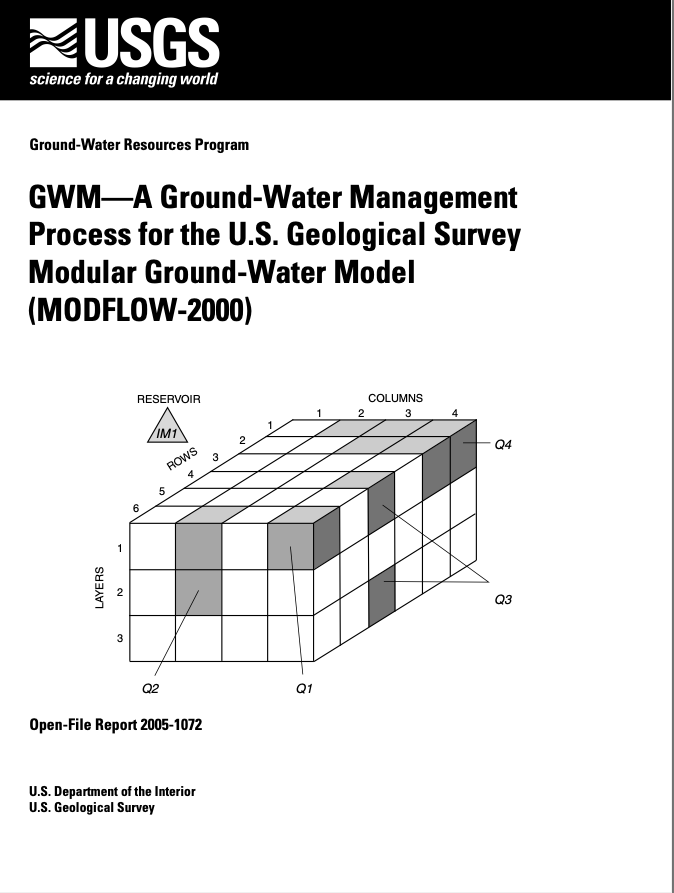 USGS
science for a changing world
Ground-Water Resources Program
GWM—A Ground-Water Management
Process for the U.S. Geological Survey
Modular Ground-Water Model
(MODFLOW-2000)
RESERVOIR
IM1
COLUMNS
1 2 3 4
ROWS
1
2
3
4
5
6
Q4
LAYERS
1
2
3
Q3
Q2
Q1
Open-File Report 2005-1072
U.S. Department of the Interior
U.S. Geological Survey